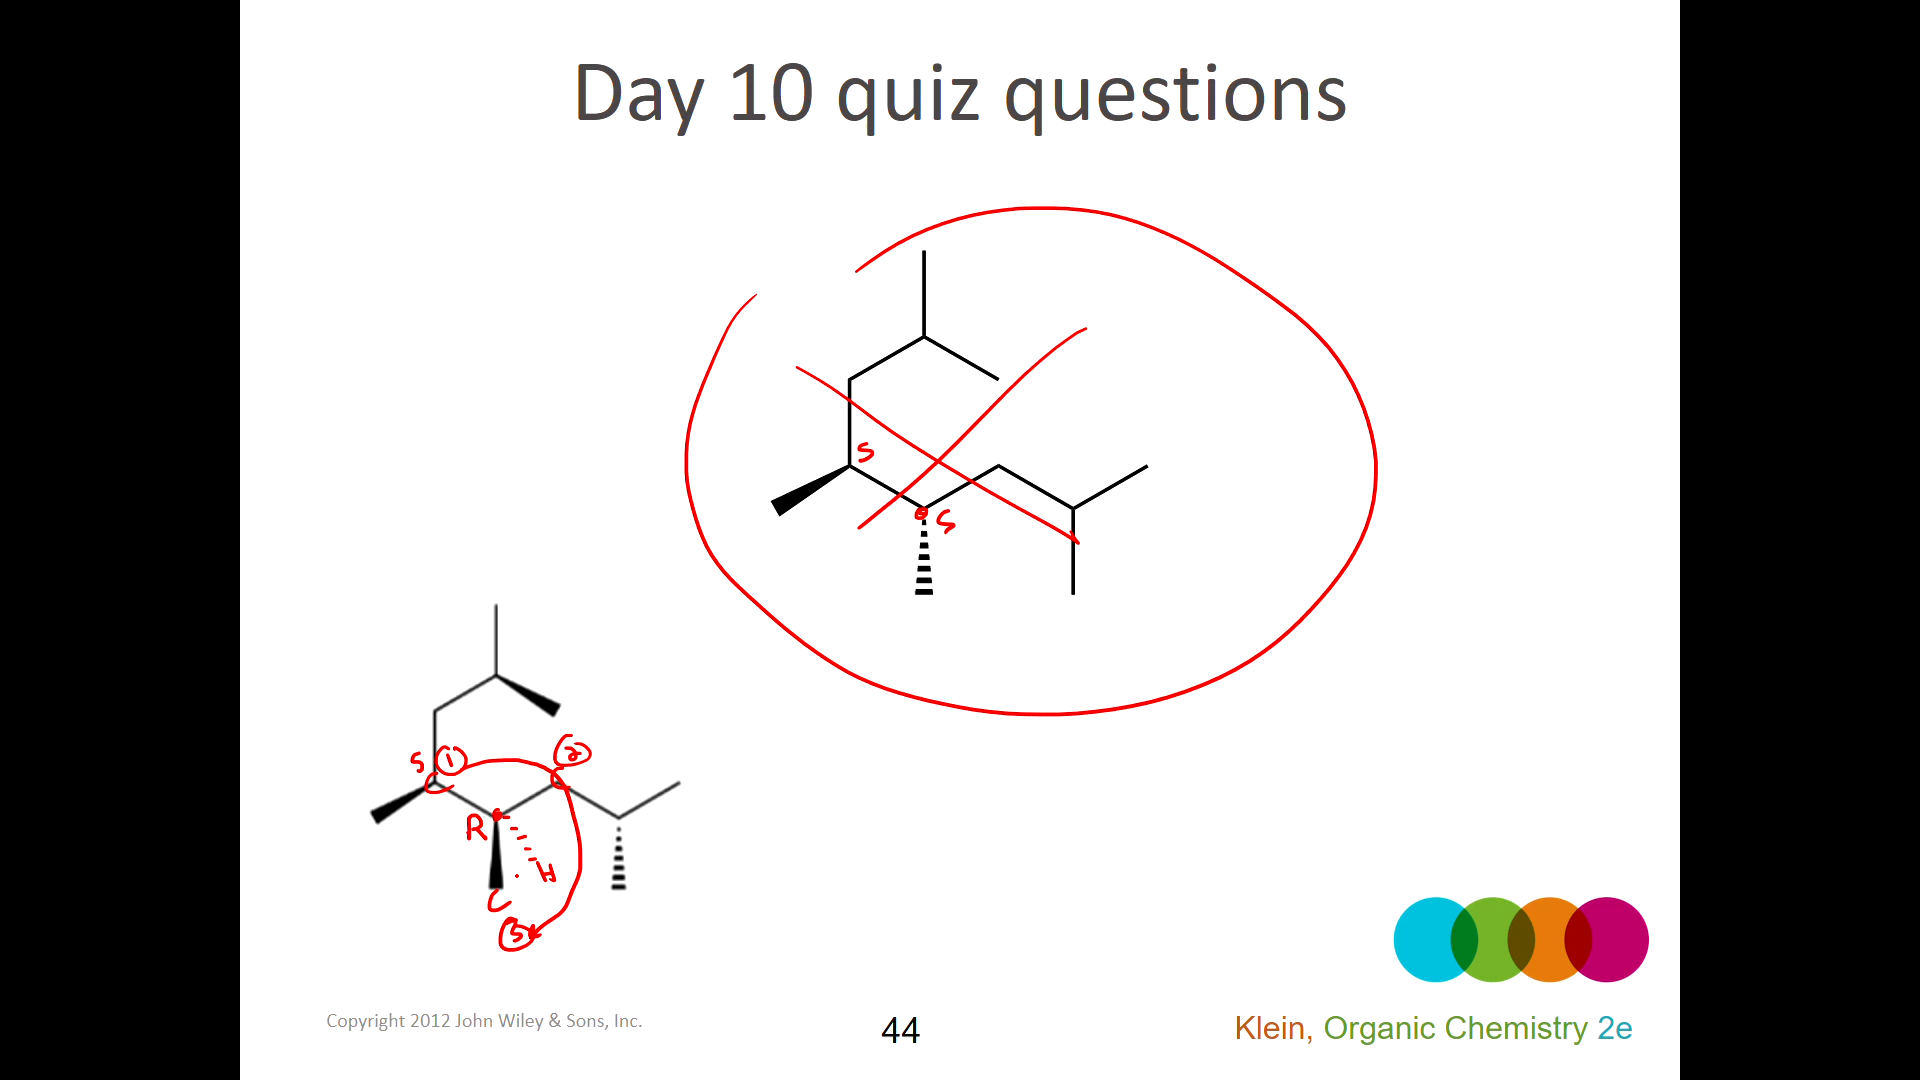 Day 10 quiz questions
S
S
S 1 2
R
H
C
3
Copyright 2012 John Wiley & Sons, Inc.
44
Klein, Organic Chemistry 2e